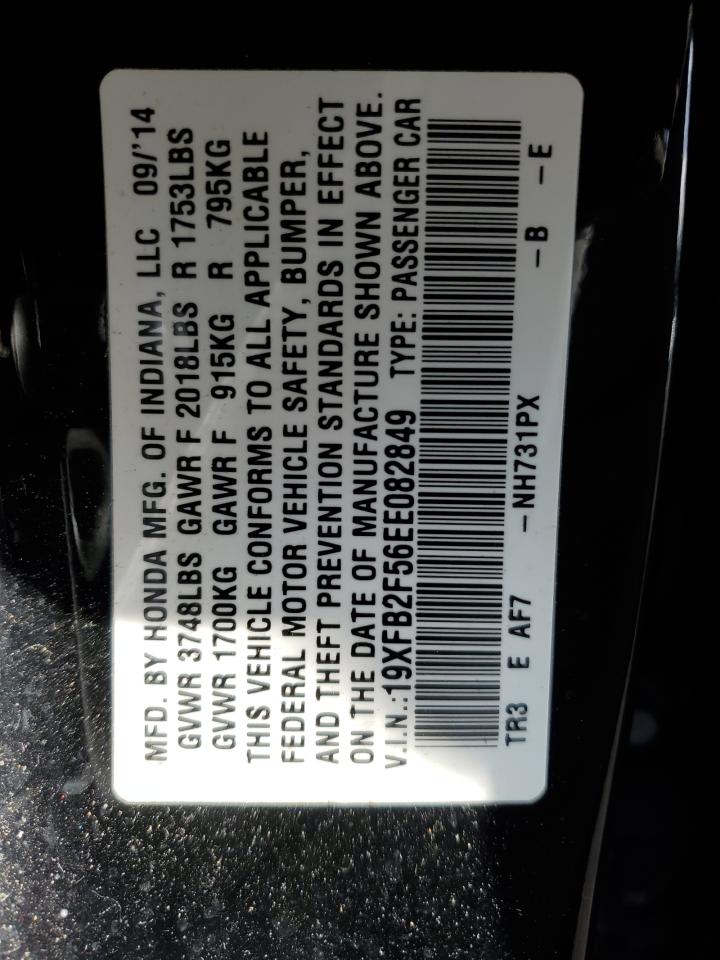 MFD. BY HONDA MFG. OF INDIANA, LLC 09/'14
GVWR 3748LBS GAWR F 2018LBS R 1753LBS
GVWR 1700KG GAWR F 915KG R 795KG
THIS VEHICLE CONFORMS TO ALL APPLICABLE
FEDERAL MOTOR VEHICLE SAFETY, BUMPER,
AND THEFT PREVENTION STANDARDS IN EFFECT
ON THE DATE OF MANUFACTURE SHOWN ABOVE.
V.I.N.:19XFB2F56EE082849 TYPE: PASSENGER CAR
TR3 E AF7 -NH731PX -B -E